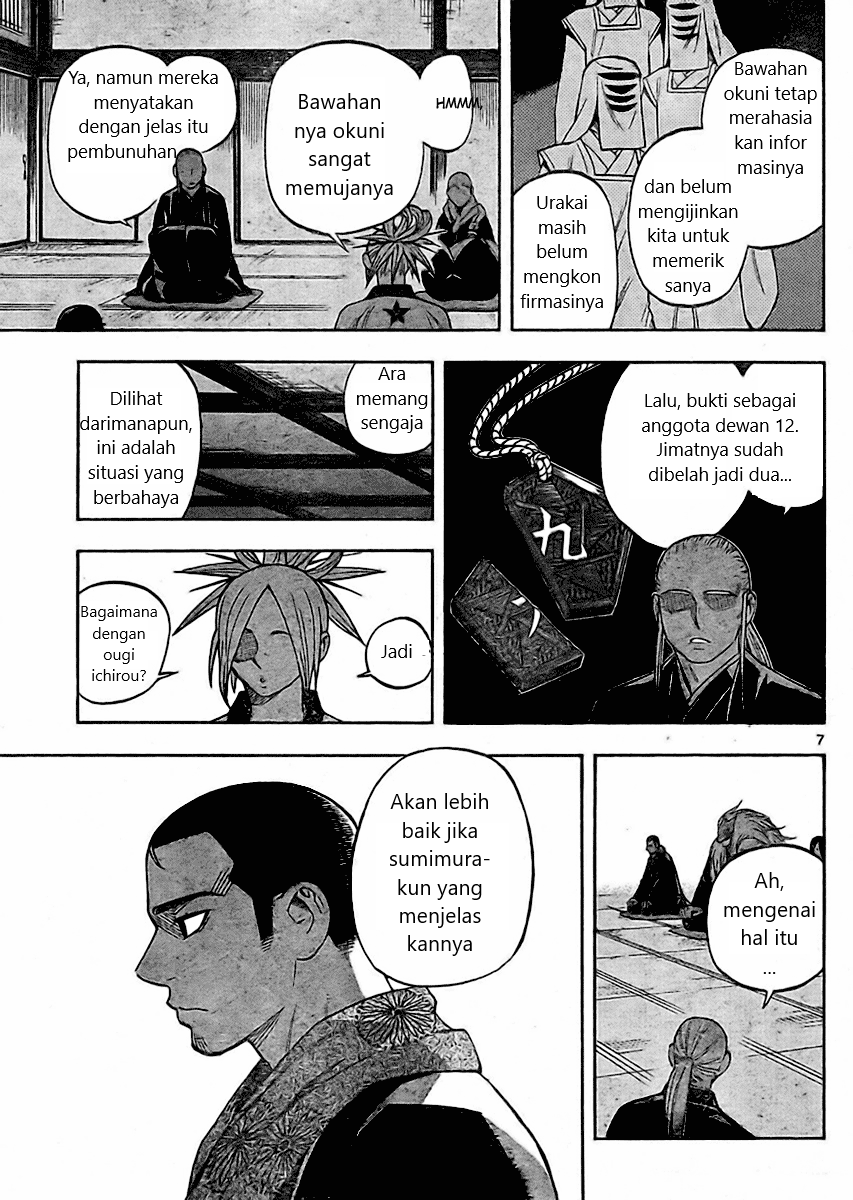 Bawahan
okuni tetap
merahasia
kan infor
masinya
dan belum
mengijinkan
kita untuk
memerik
sanya
Urakai
masih
belum
mengkon
firmasinya
HMMM,
Bawahan
nya okuni
sangat
memujanya
Ya, namun mereka
menyatakan
dengan jelas itu
pembunuhan
Lalu, bukti sebagai
anggota dewan 12.
Jimatnya sudah
dibelah jadi dua...
九
Ara
memang
sengaja
Dilihat
darimanapun,
ini adalah
situasi yang
berbahaya
Jadi
Bagaimana
dengan
ougi
ichirou?
7
Ah,
mengenai
hal itu
...
Akan lebih
baik jika
sumimura-
kun yang
menjelas
kannya